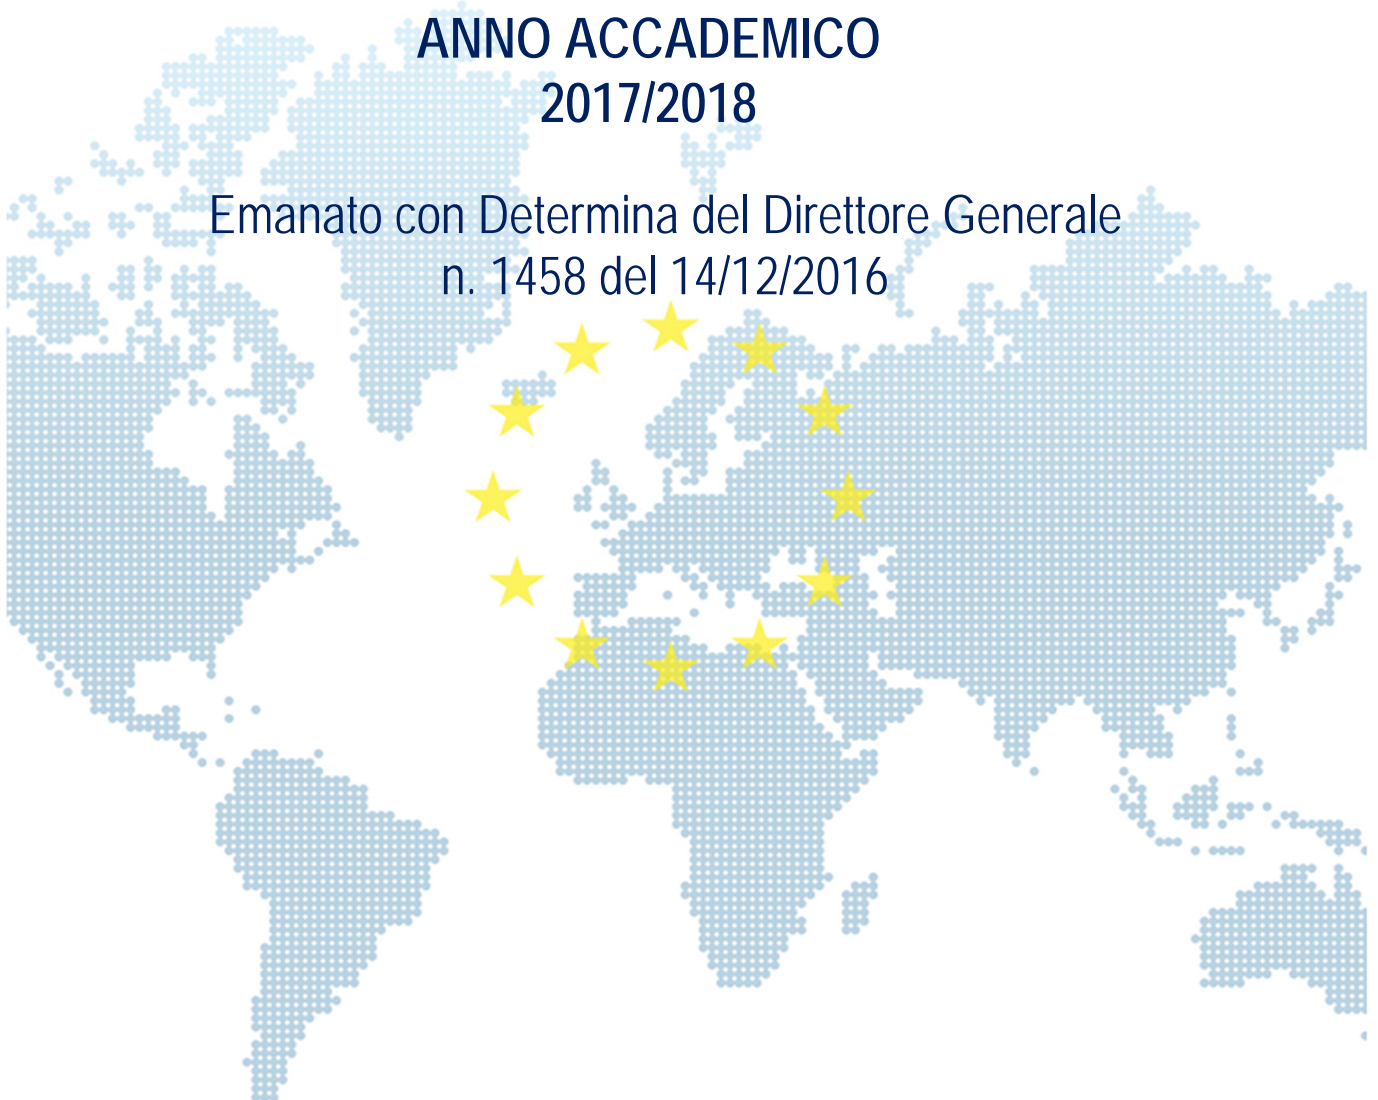 ANNO ACCADEMICO
2017/2018
Emanato con Determina del Direttore Generale
n. 1458 del 14/12/2016